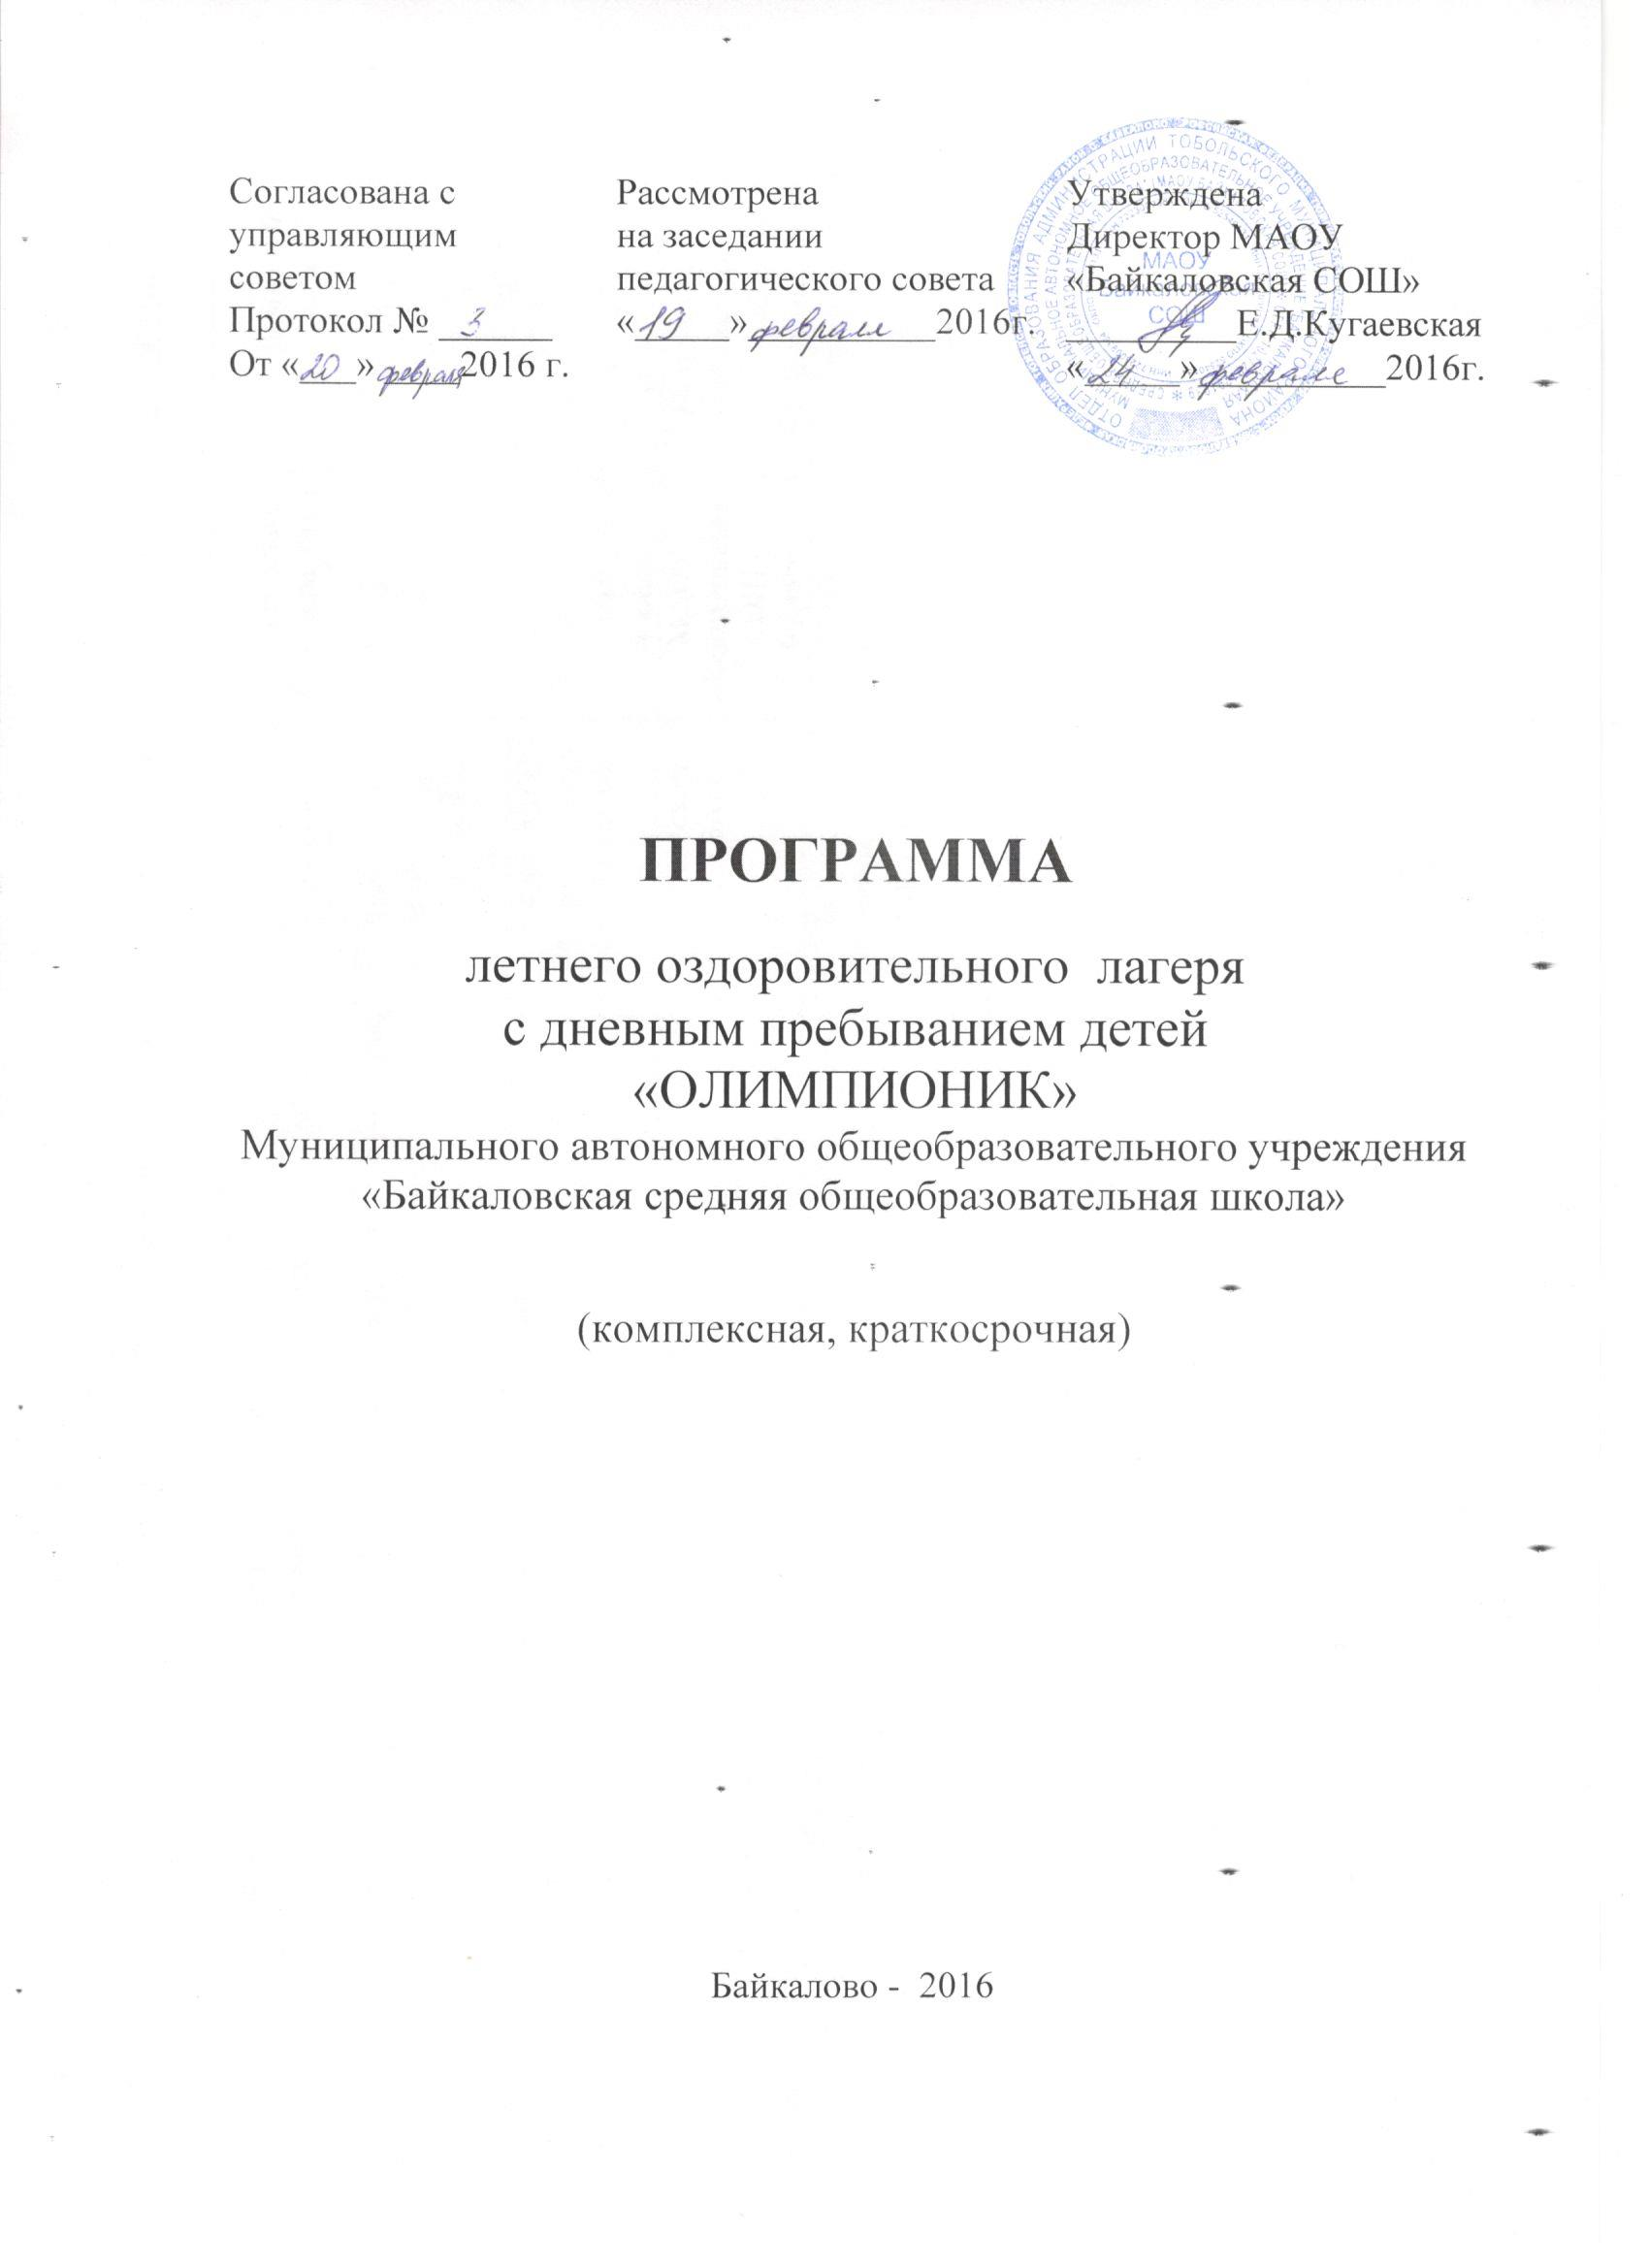 Согласована с
управляющим
советом
Протокол № 3
От «20» февраля 2016 г.
Рассмотрена
на заседании
педагогического совета
«19» февраля 2016г.
Утверждена
Директор МАОУ
«Байкаловская СОШ»
Е.Д.Кугаевская
«24» февраля 2016г.
МАОУ
СОШ
ПРОГРАММА
летнего оздоровительного лагеря
с дневным пребыванием детей
«ОЛИМПИОНИК»
Муниципального автономного общеобразовательного учреждения
«Байкаловская средняя общеобразовательная школа»
(комплексная, краткосрочная)
Байкалово - 2016